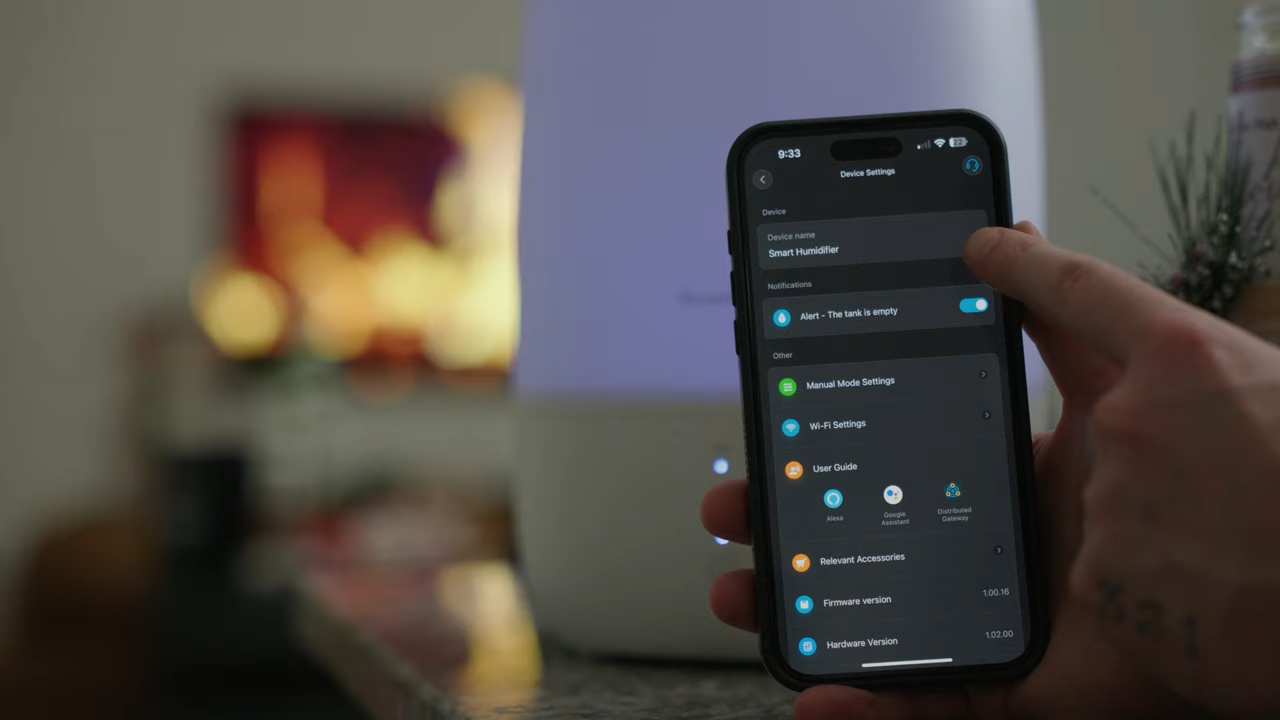 9:33
22
Device Settings
Device
Device name
Smart Humidifier
Notifications
Alert - The tank is empty
Other
Manual Mode Settings
Wi-Fi Settings
User Guide
Alexa
Google
Assistant
Distributed
Gateway
Relevant Accessories
Firmware version 1.00.16
Hardware Version 1.02.00